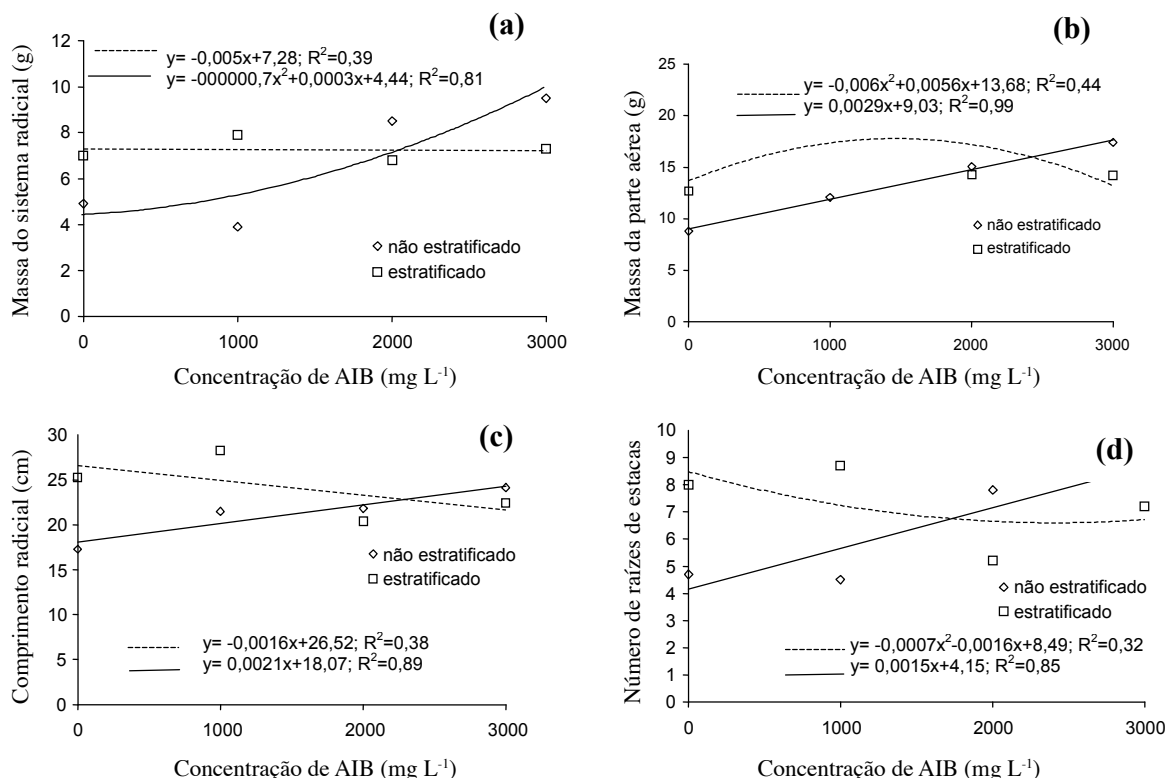 (a)
Massa do sistema radicial (g)
12
10
8
6
4
2
0
y= -0,005x+7,28; R²=0,39
y= -000000,7x²+0,0003x+4,44; R²=0,81
não estratificado
estratificado
0 1000 2000 3000
Concentração de AIB (mg L⁻¹)
(b)
Massa da parte aérea (g)
25
20
15
10
5
0
y= -0,006x²+0,0056x+13,68; R²=0,44
y= 0,0029x+9,03; R²=0,99
não estratificado
estratificado
0 1000 2000 3000
Concentração de AIB (mg L⁻¹)
(c)
Comprimento radicial (cm)
30
25
20
15
10
5
0
não estratificado
estratificado
y= -0,0016x+26,52; R²=0,38
y= 0,0021x+18,07; R²=0,89
0 1000 2000 3000
Concentração de AIB (mg L⁻¹)
(d)
Número de raízes de estacas
10
9
8
7
6
5
4
3
2
1
0
não estratificado
estratificado
y= -0,0007x²-0,0016x+8,49; R²=0,32
y= 0,0015x+4,15; R²=0,85
0 1000 2000 3000
Concentração de AIB (mg L⁻¹)